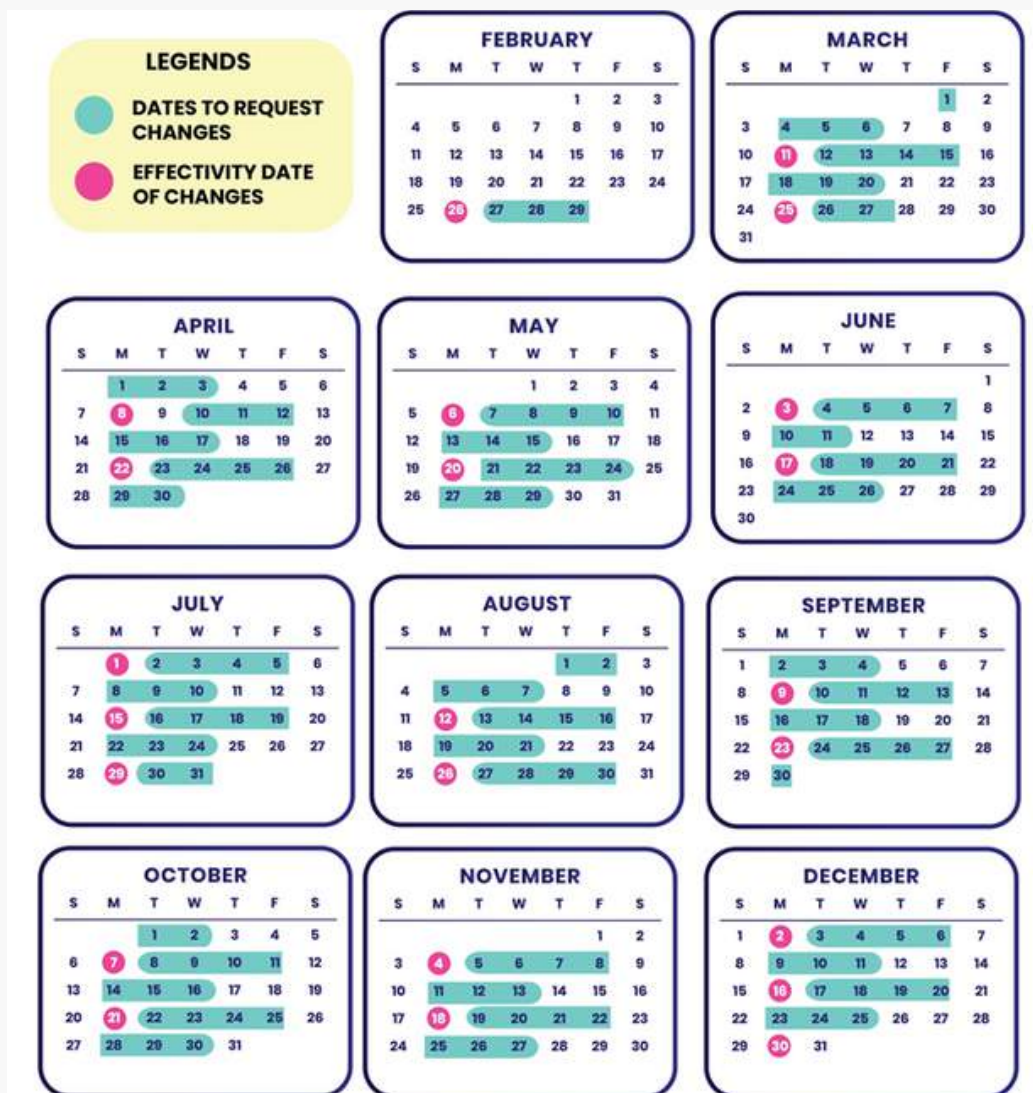 LEGENDS
DATES TO REQUEST
CHANGES
EFFECTIVITY DATE
OF CHANGES
FEBRUARY
S M T W T F S
1 2 3
4 5 6 7 8 9 10
11 12 13 14 15 16 17
18 19 20 21 22 23 24
25 26 27 28 29
MARCH
S M T W T F S
1 2
3 4 5 6 7 8 9
10 11 12 13 14 15 16
17 18 19 20 21 22 23
24 25 26 27 28 29 30
31
APRIL
S M T W T F S
1 2 3 4 5 6
7 8 9 10 11 12 13
14 15 16 17 18 19 20
21 22 23 24 25 26 27
28 29 30
MAY
S M T W T F S
1 2 3 4
5 6 7 8 9 10 11
12 13 14 15 16 17 18
19 20 21 22 23 24 25
26 27 28 29 30 31
JUNE
S M T W T F S
1
2 3 4 5 6 7 8
9 10 11 12 13 14 15
16 17 18 19 20 21 22
23 24 25 26 27 28 29
30
JULY
S M T W T F S
1 2 3 4 5 6
7 8 9 10 11 12 13
14 15 16 17 18 19 20
21 22 23 24 25 26 27
28 29 30 31
AUGUST
S M T W T F S
1 2 3
4 5 6 7 8 9 10
11 12 13 14 15 16 17
18 19 20 21 22 23 24
25 26 27 28 29 30 31
SEPTEMBER
S M T W T F S
1 2 3 4 5 6 7
8 9 10 11 12 13 14
15 16 17 18 19 20 21
22 23 24 25 26 27 28
29 30
OCTOBER
S M T W T F S
1 2 3 4 5
6 7 8 9 10 11 12
13 14 15 16 17 18 19
20 21 22 23 24 25 26
27 28 29 30 31
NOVEMBER
S M T W T F S
1 2
3 4 5 6 7 8 9
10 11 12 13 14 15 16
17 18 19 20 21 22 23
24 25 26 27 28 29 30
DECEMBER
S M T W T F S
1 2 3 4 5 6 7
8 9 10 11 12 13 14
15 16 17 18 19 20 21
22 23 24 25 26 27 28
29 30 31